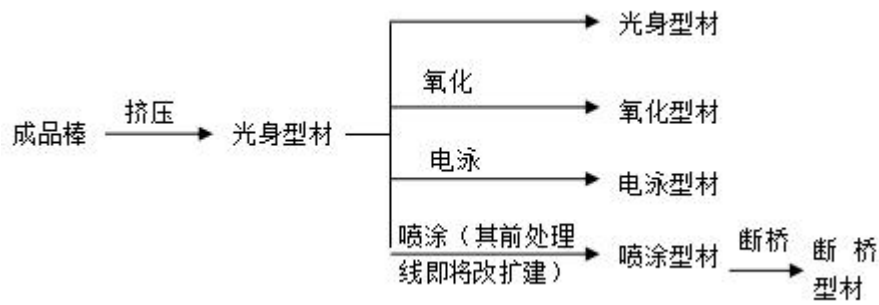 光身型材
氧化
氧化型材
挤压
成品棒
光身型材
电泳
电泳型材
喷涂（其前处理
线即将改扩建）
喷涂型材
断桥
断 桥
型材